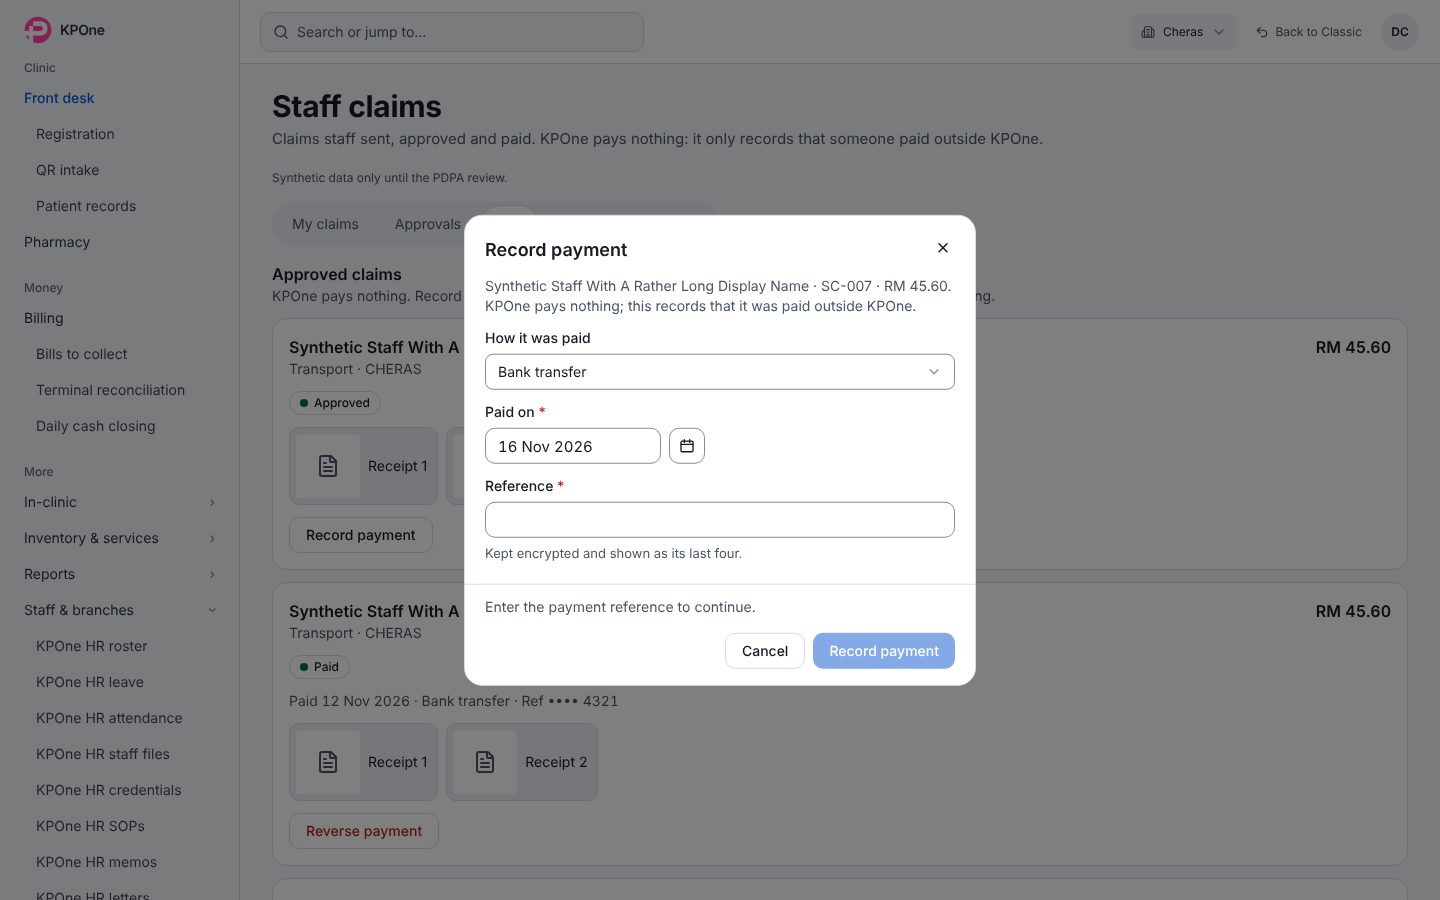 KPOne
Search or jump to...
Cheras
Back to Classic
DC
Clinic
Front desk
Registration
QR intake
Patient records
Pharmacy
Money
Billing
Bills to collect
Terminal reconciliation
Daily cash closing
More
In-clinic
Inventory & services
Reports
Staff & branches
KPOne HR roster
KPOne HR leave
KPOne HR attendance
KPOne HR staff files
KPOne HR credentials
KPOne HR SOPs
KPOne HR memos
KPOne HR letters
Staff claims
Claims staff sent, approved and paid. KPOne pays nothing: it only records that someone paid outside KPOne.
Synthetic data only until the PDPA review.
My claims
Approvals
Approved claims
KPOne pays nothing. Record
ng.
Synthetic Staff With A
RM 45.60
Transport · CHERAS
Approved
Receipt 1
Record payment
Synthetic Staff With A
RM 45.60
Transport · CHERAS
Paid
Paid 12 Nov 2026 · Bank transfer · Ref •••• 4321
Receipt 1
Receipt 2
Reverse payment
Record payment
Synthetic Staff With A Rather Long Display Name · SC-007 · RM 45.60.
KPOne pays nothing; this records that it was paid outside KPOne.
How it was paid
Bank transfer
Paid on *
16 Nov 2026
Reference *
Kept encrypted and shown as its last four.
Enter the payment reference to continue.
Cancel
Record payment